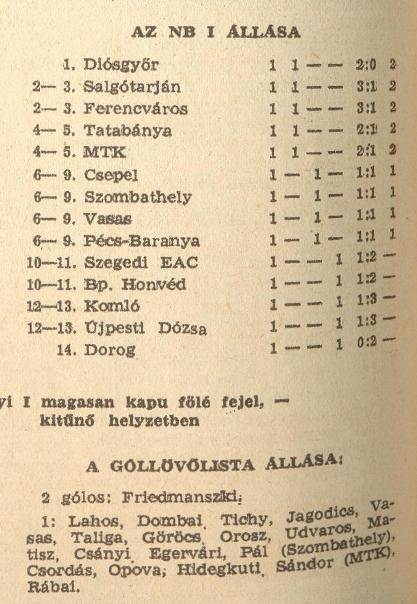 AZ NB I ÁLLÁSA
1. Diósgyőr 1 1 — — 2:0 2
2— 3. Salgótarján 1 1 — — 3:1 2
2— 3. Ferencváros 1 1 — — 3:1 2
4— 5. Tatabánya 1 1 — — 2:1 2
4— 5. MTK 1 1 — — 2:1 2
6— 9. Csepel 1 — 1 — 1:1 1
6— 9. Szombathely 1 — 1 — 1:1 1
6— 9. Vasas 1 — 1 — 1:1 1
6— 9. Pécs-Baranya 1 — 1 — 1:1 1
10—11. Szegedi EAC 1 — — 1 1:2 —
10—11. Bp. Honvéd 1 — — 1 1:2 —
12—13. Komló 1 — — 1 1:3 —
12—13. Újpesti Dózsa 1 — — 1 1:3 —
14. Dorog 1 — — 1 0:2 —
yi I magasan kapu fölé fejel, —
kitűnő helyzetben
A GÓLLÖVŐLISTA ÁLLÁSA:
2 gólos: Friedmanszki.
1: Lahos, Dombai, Tichy, Jagodics, Va-
sas, Taliga, Göröcs, Orosz, Udvaros, Ma-
tisz, Csányi, Egervári, Pál (Szombathely),
Csordás, Opova, Hidegkuti, Sándor (MTK),
Rábai.